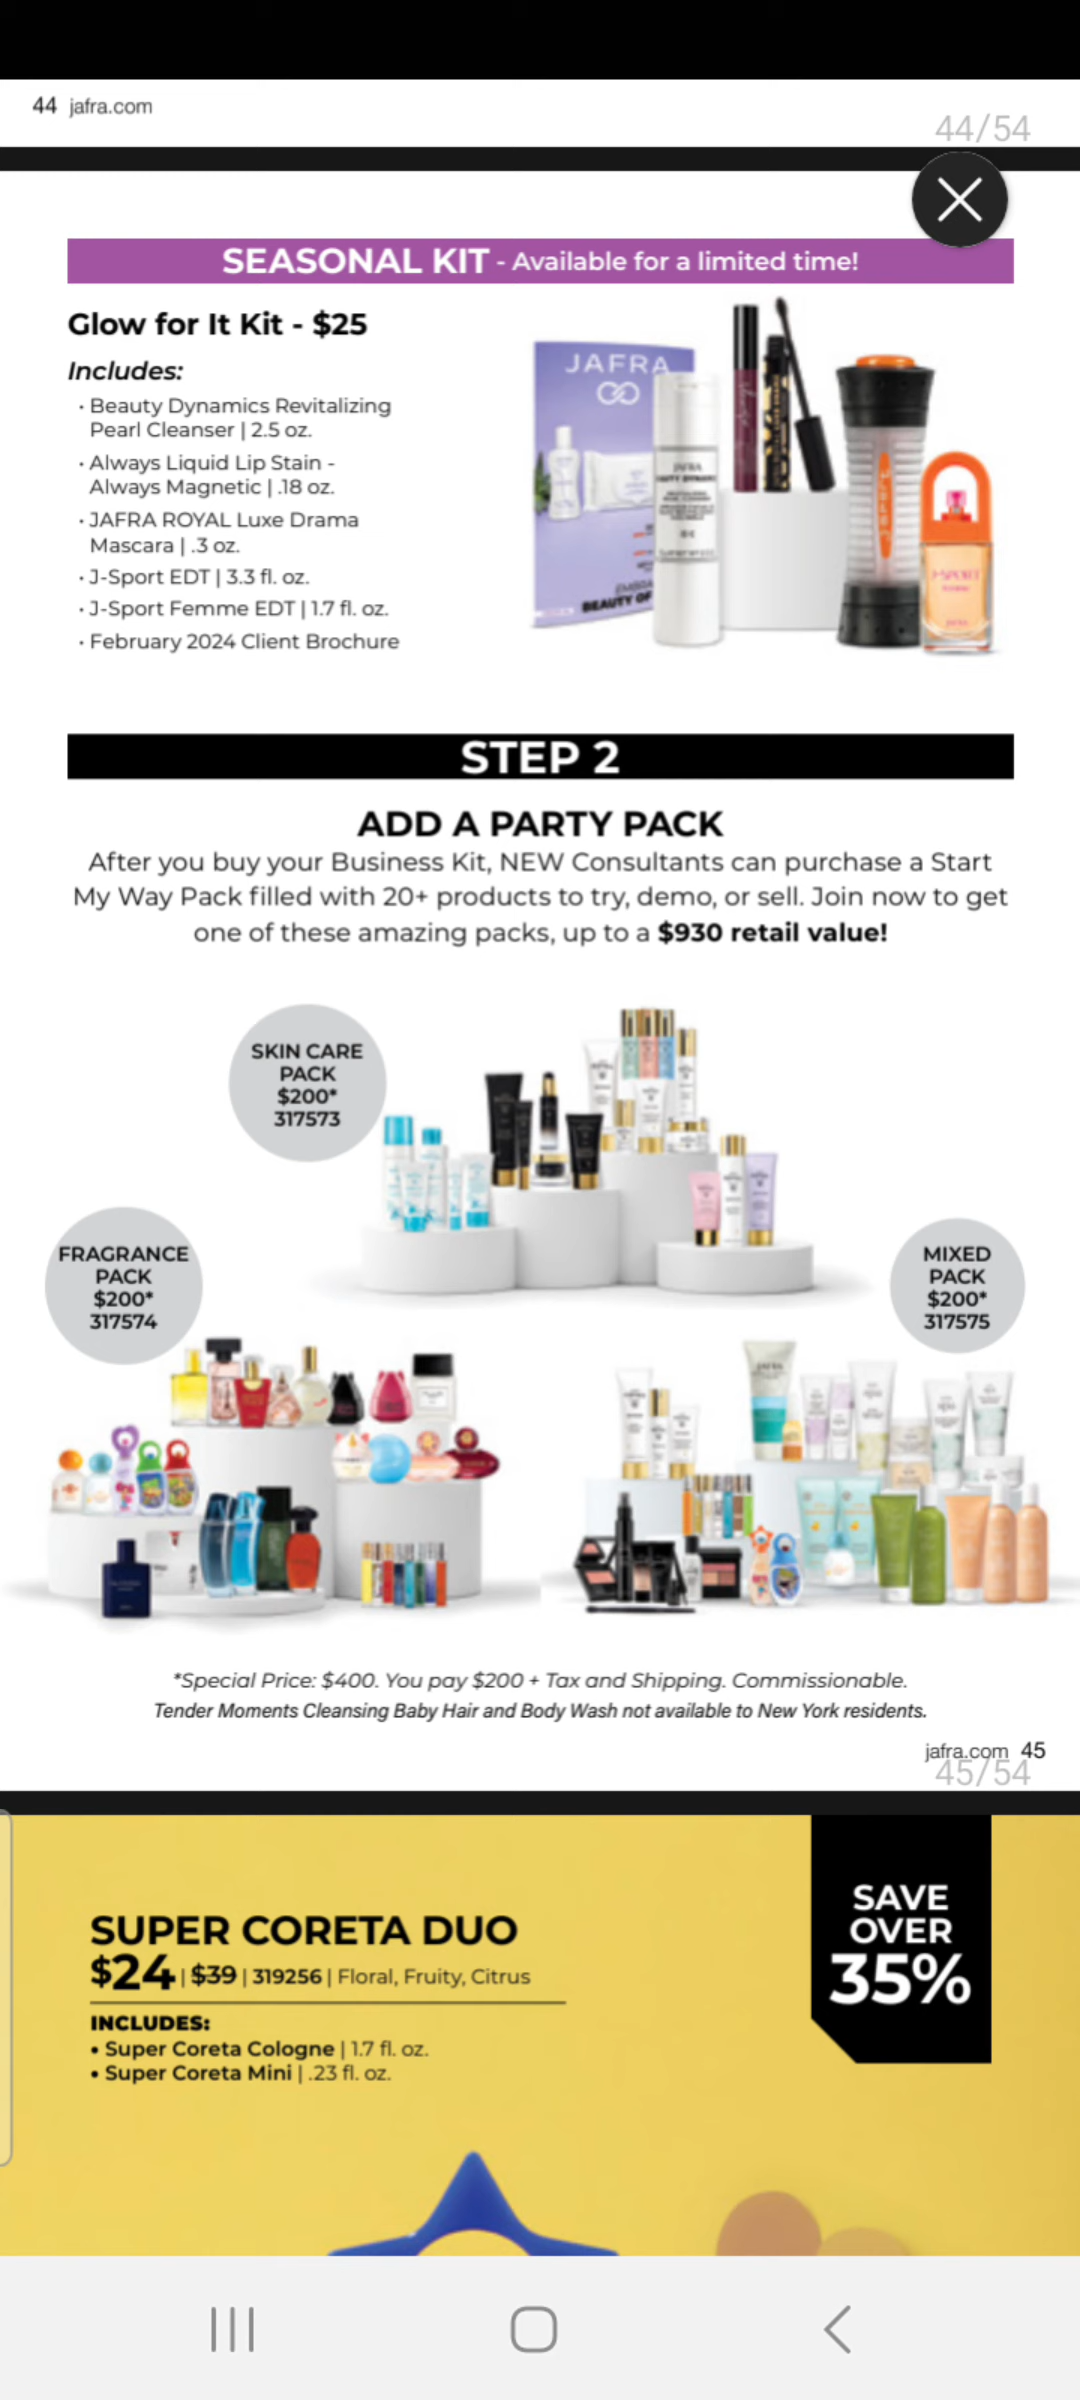 44 jafra.com
44/54
SEASONAL KIT - Available for a limited time!
Glow for It Kit - $25
Includes:
· Beauty Dynamics Revitalizing
Pearl Cleanser | 2.5 oz.
· Always Liquid Lip Stain -
Always Magnetic | .18 oz.
· JAFRA ROYAL Luxe Drama
Mascara | .3 oz.
· J-Sport EDT | 3.3 fl. oz.
· J-Sport Femme EDT | 1.7 fl. oz.
· February 2024 Client Brochure
JAFRA
BEAUTY OF
J-SPORT
STEP 2
ADD A PARTY PACK
After you buy your Business Kit, NEW Consultants can purchase a Start
My Way Pack filled with 20+ products to try, demo, or sell. Join now to get
one of these amazing packs, up to a $930 retail value!
SKIN CARE
PACK
$200*
317573
FRAGRANCE
PACK
$200*
317574
MIXED
PACK
$200*
317575
*Special Price: $400. You pay $200 + Tax and Shipping. Commissionable.
Tender Moments Cleansing Baby Hair and Body Wash not available to New York residents.
jafra.com 45
45/54
SUPER CORETA DUO
$24 | $39 | 319256 | Floral, Fruity, Citrus
INCLUDES:
• Super Coreta Cologne | 1.7 fl. oz.
• Super Coreta Mini | .23 fl. oz.
SAVE
OVER
35%